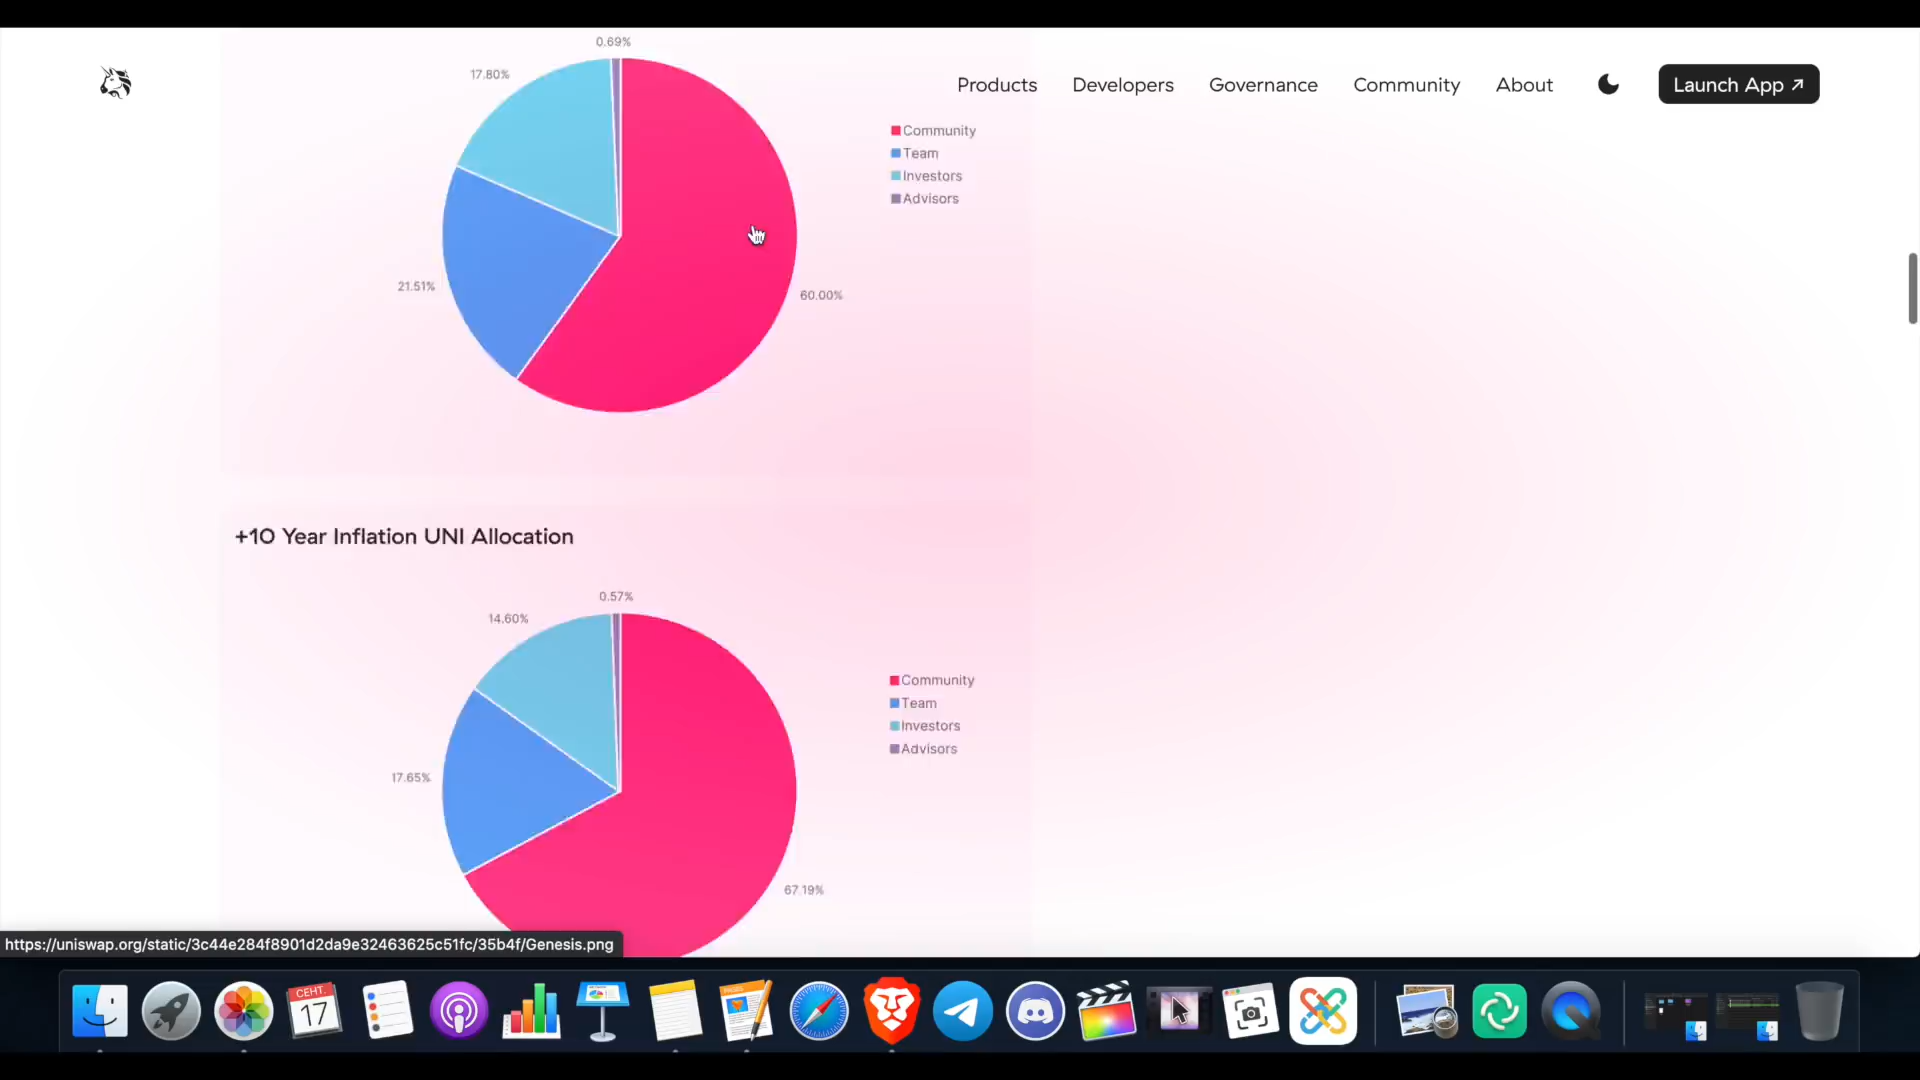 0.69%
17.80%
Products
Developers
Governance
Community
About
Launch App ↗
Community
Team
Investors
Advisors
21.51%
60.00%
+10 Year Inflation UNI Allocation
0.57%
14.60%
Community
Team
Investors
Advisors
17.65%
67.19%
https://uniswap.org/static/3c44e284f8901d2da9e32463625c51fc/35b4f/Genesis.png
СЕНТ.
17
PAGES